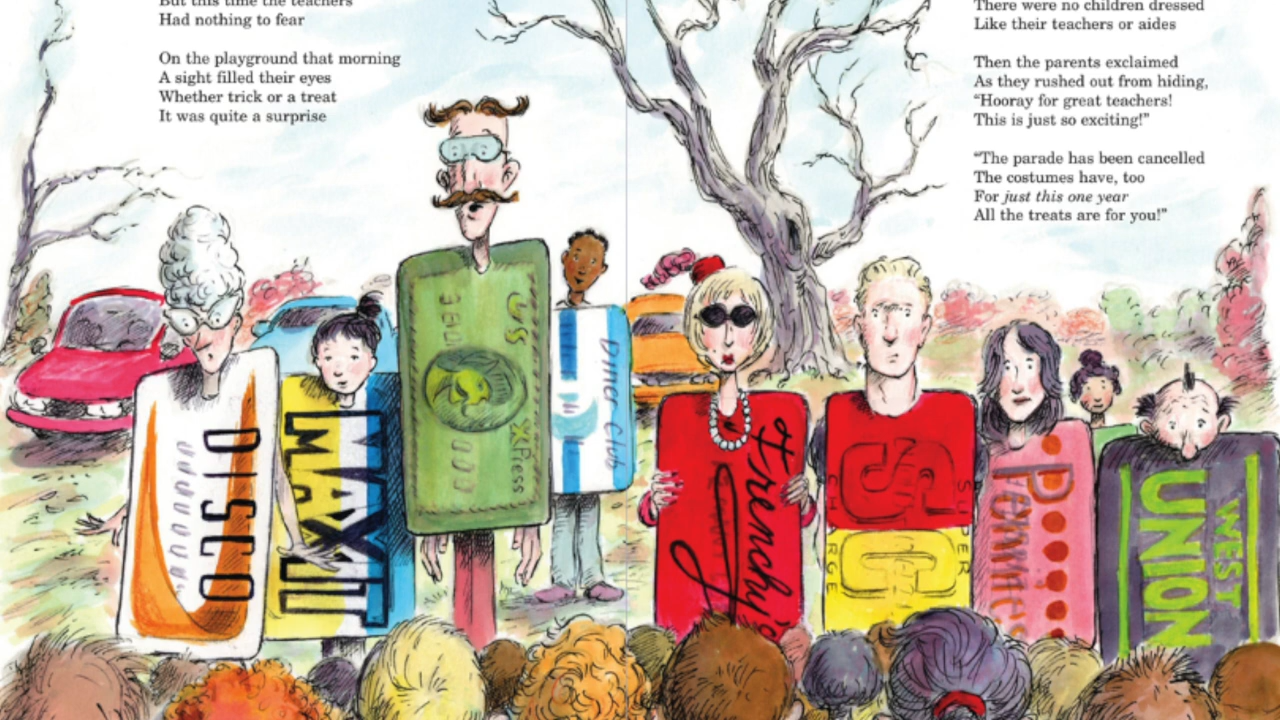 But this time the teachers
Had nothing to fear
On the playground that morning
A sight filled their eyes
Whether trick or a treat
It was quite a surprise
There were no children dressed
Like their teachers or aides
Then the parents exclaimed
As they rushed out from hiding,
“Hooray for great teachers!
This is just so exciting!”
“The parade has been cancelled
The costumes have, too
For just this one year
All the treats are for you!”
DISCO
MAXIT
US
XPress
Diner Club
Frenchy's
SUPER
CHARGE
WEST
UNION